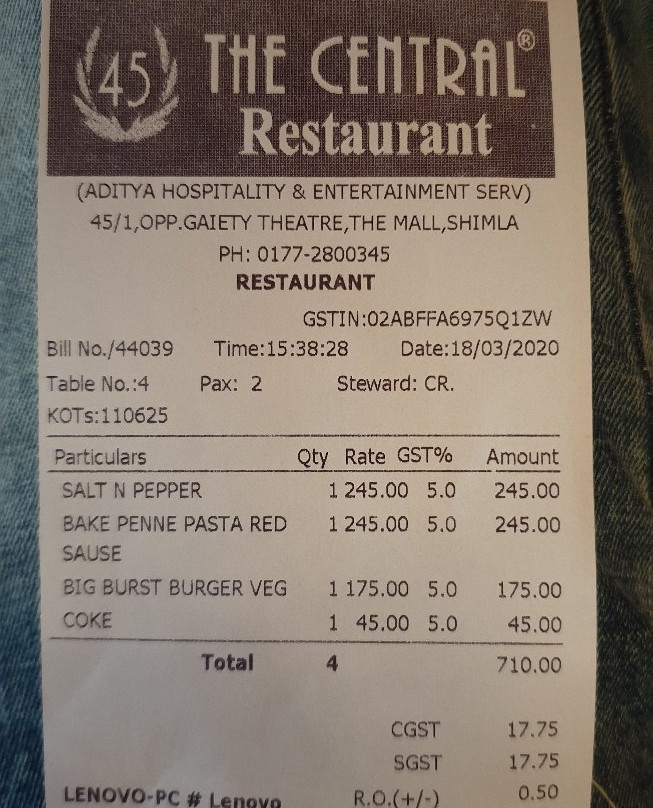 45 THE CENTRAL®
Restaurant
(ADITYA HOSPITALITY & ENTERTAINMENT SERV)
45/1,OPP.GAIETY THEATRE,THE MALL,SHIMLA
PH: 0177-2800345
RESTAURANT
GSTIN:02ABFFA6975Q1ZW
Bill No./44039 Time:15:38:28 Date:18/03/2020
Table No.:4 Pax: 2 Steward: CR.
KOTs:110625
Particulars Qty Rate GST% Amount
SALT N PEPPER 1 245.00 5.0 245.00
BAKE PENNE PASTA RED 1 245.00 5.0 245.00
SAUSE
BIG BURST BURGER VEG 1 175.00 5.0 175.00
COKE 1 45.00 5.0 45.00
Total 4 710.00
CGST 17.75
SGST 17.75
LENOVO-PC # Lenovo R.O.(+/-) 0.50